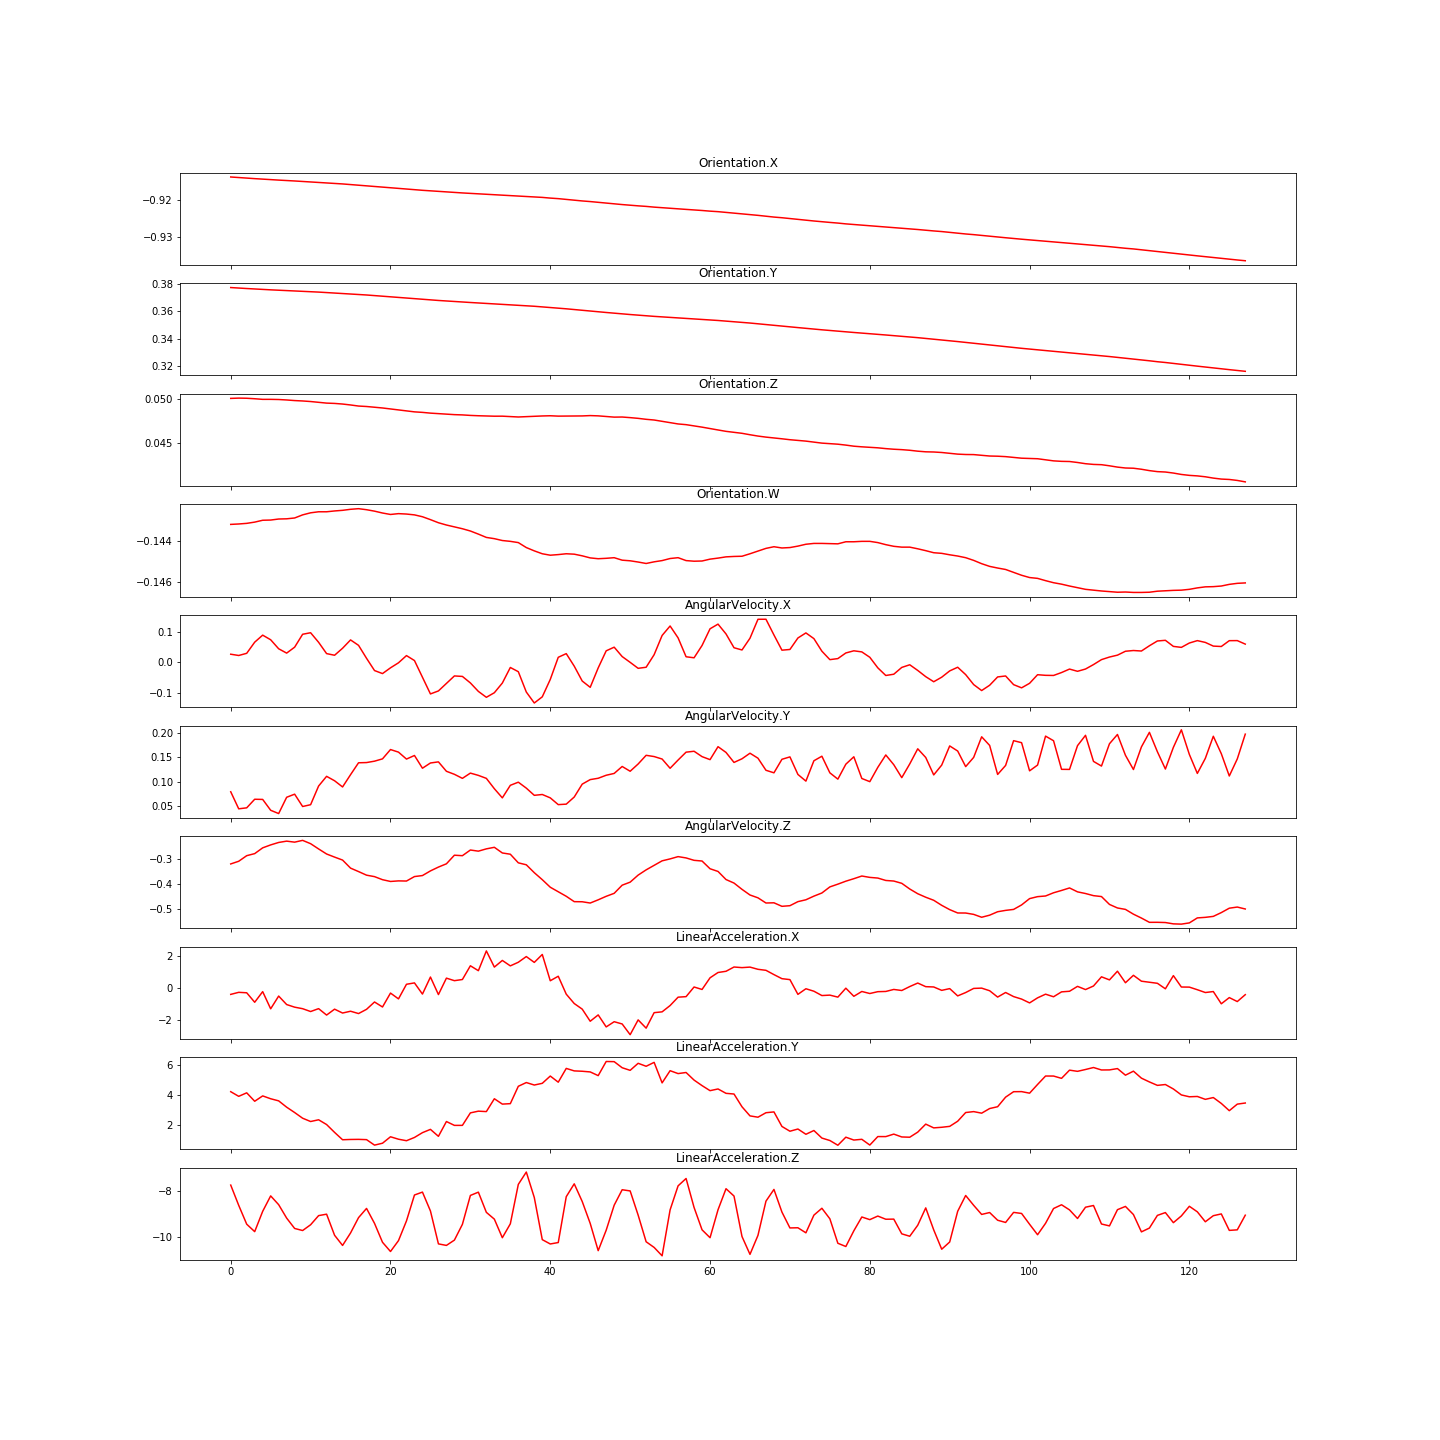 Orientation.X
−0.92
−0.93
Orientation.Y
0.38
0.36
0.34
0.32
Orientation.Z
0.050
0.045
Orientation.W
−0.144
−0.146
AngularVelocity.X
0.1
0.0
−0.1
AngularVelocity.Y
0.20
0.15
0.10
0.05
AngularVelocity.Z
−0.3
−0.4
−0.5
LinearAcceleration.X
2
0
−2
LinearAcceleration.Y
6
4
2
LinearAcceleration.Z
−8
−10
0 20 40 60 80 100 120